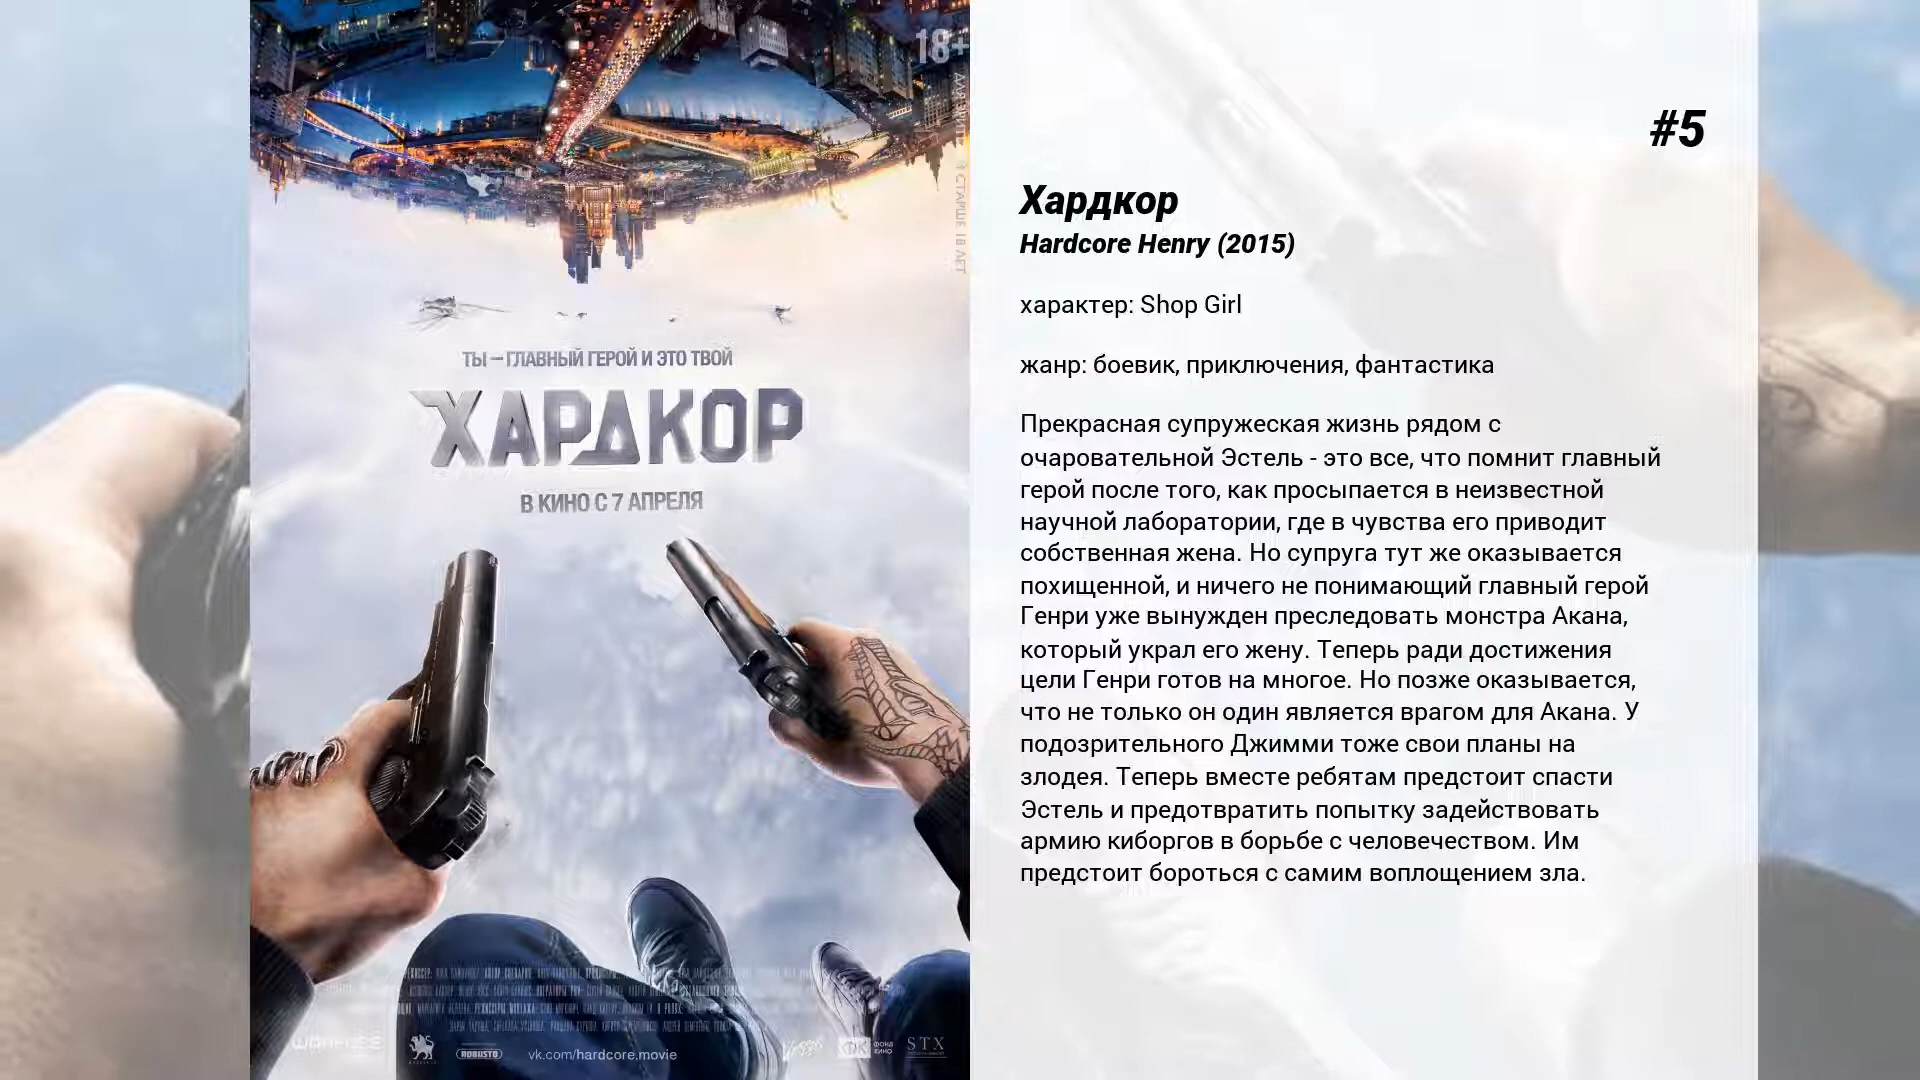 18+
СТАРШЕ 18 ЛЕТ
ТЫ – ГЛАВНЫЙ ГЕРОЙ И ЭТО ТВОЙ
ХАРДКОР
В КИНО С 7 АПРЕЛЯ
ROBUSTO
vk.com/hardcore.movie
ФОНД
КИНО
STX
#5
Хардкор
Hardcore Henry (2015)
характер: Shop Girl
жанр: боевик, приключения, фантастика
Прекрасная супружеская жизнь рядом с
очаровательной Эстель - это все, что помнит главный
герой после того, как просыпается в неизвестной
научной лаборатории, где в чувства его приводит
собственная жена. Но супруга тут же оказывается
похищенной, и ничего не понимающий главный герой
Генри уже вынужден преследовать монстра Акана,
который украл его жену. Теперь ради достижения
цели Генри готов на многое. Но позже оказывается,
что не только он один является врагом для Акана. У
подозрительного Джимми тоже свои планы на
злодея. Теперь вместе ребятам предстоит спасти
Эстель и предотвратить попытку задействовать
армию киборгов в борьбе с человечеством. Им
предстоит бороться с самим воплощением зла.